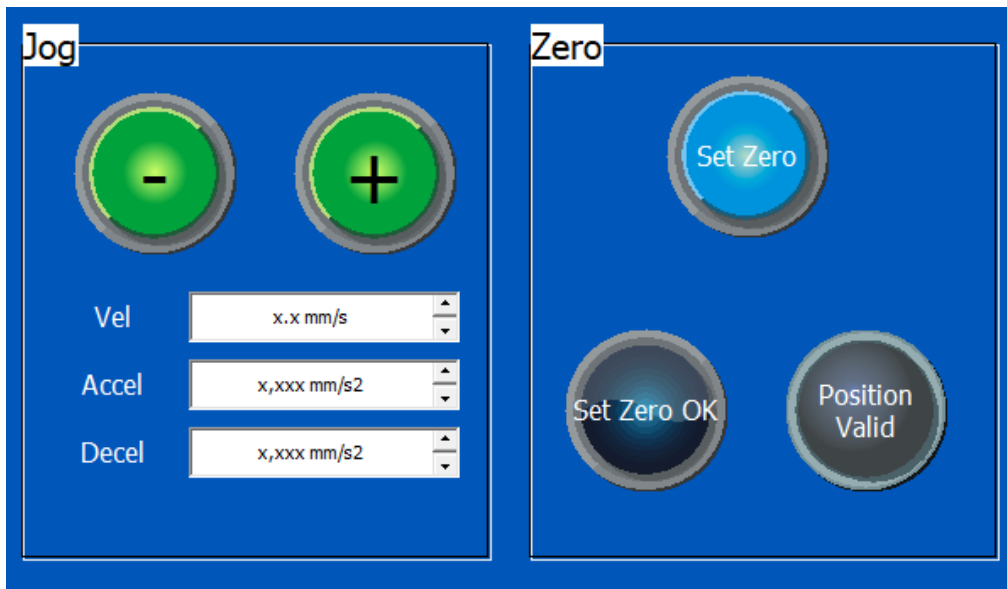 Jog
-
+
Vel
x.x mm/s
Accel
x,xxx mm/s2
Decel
x,xxx mm/s2
Zero
Set Zero
Set Zero OK
Position
Valid